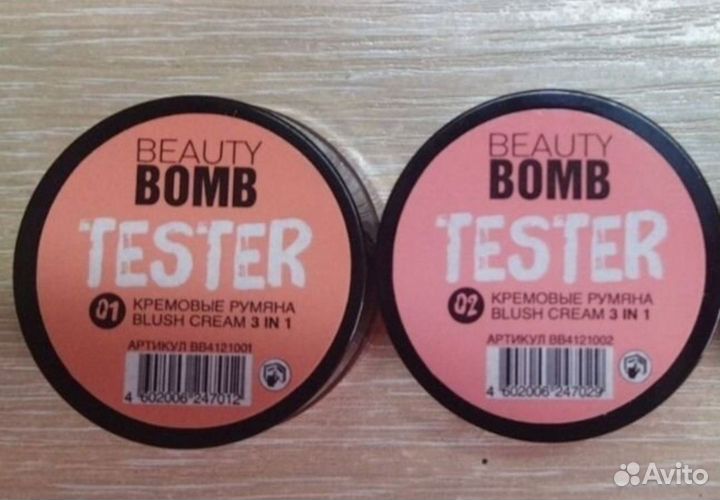 BEAUTY
BOMB
TESTER
01 КРЕМОВЫЕ РУМЯНА
BLUSH CREAM 3 IN 1
АРТИКУЛ BB4121001
4 602006 247012
BEAUTY
BOMB
TESTER
02 КРЕМОВЫЕ РУМЯНА
BLUSH CREAM 3 IN 1
АРТИКУЛ BB4121002
4 602006 247029
Avito